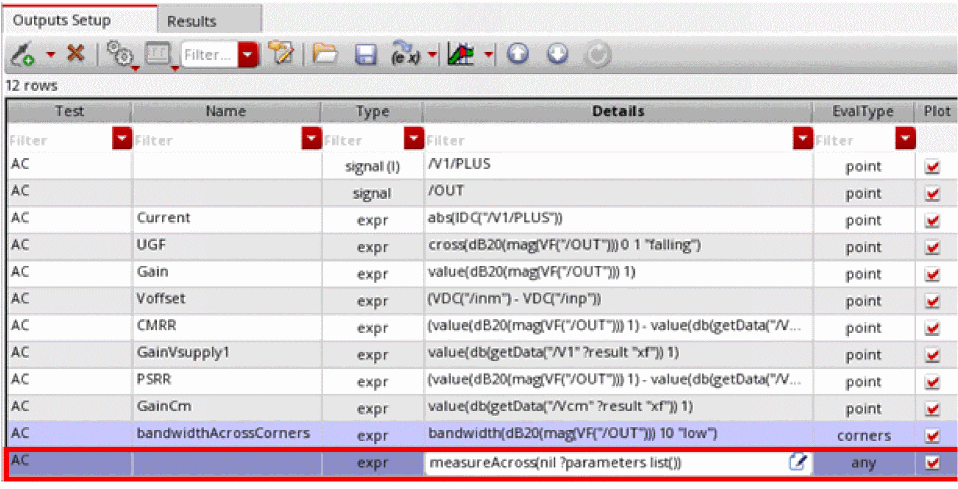 Outputs Setup Results
Filter... (e x)
12 rows
Test Name Type Details EvalType Plot
Filter Filter Filter Filter Filter
AC signal (I) /V1/PLUS point
AC signal /OUT point
AC Current expr abs(IDC("/V1/PLUS")) point
AC UGF expr cross(dB20(mag(VF("/OUT"))) 0 1 "falling") point
AC Gain expr value(dB20(mag(VF("/OUT"))) 1) point
AC Voffset expr (VDC("/inm") - VDC("/inp")) point
AC CMRR expr (value(dB20(mag(VF("/OUT"))) 1) - value(db(getData("/V... point
AC GainVsupply1 expr value(db(getData("/V1" ?result "xf")) 1) point
AC PSRR expr (value(dB20(mag(VF("/OUT"))) 1) - value(db(getData("/V... point
AC GainCm expr value(db(getData("/Vcm" ?result "xf")) 1) point
AC bandwidthAcrossCorners expr bandwidth(dB20(mag(VF("/OUT"))) 10 "low") corners
AC expr measureAcross(nil ?parameters list()) any